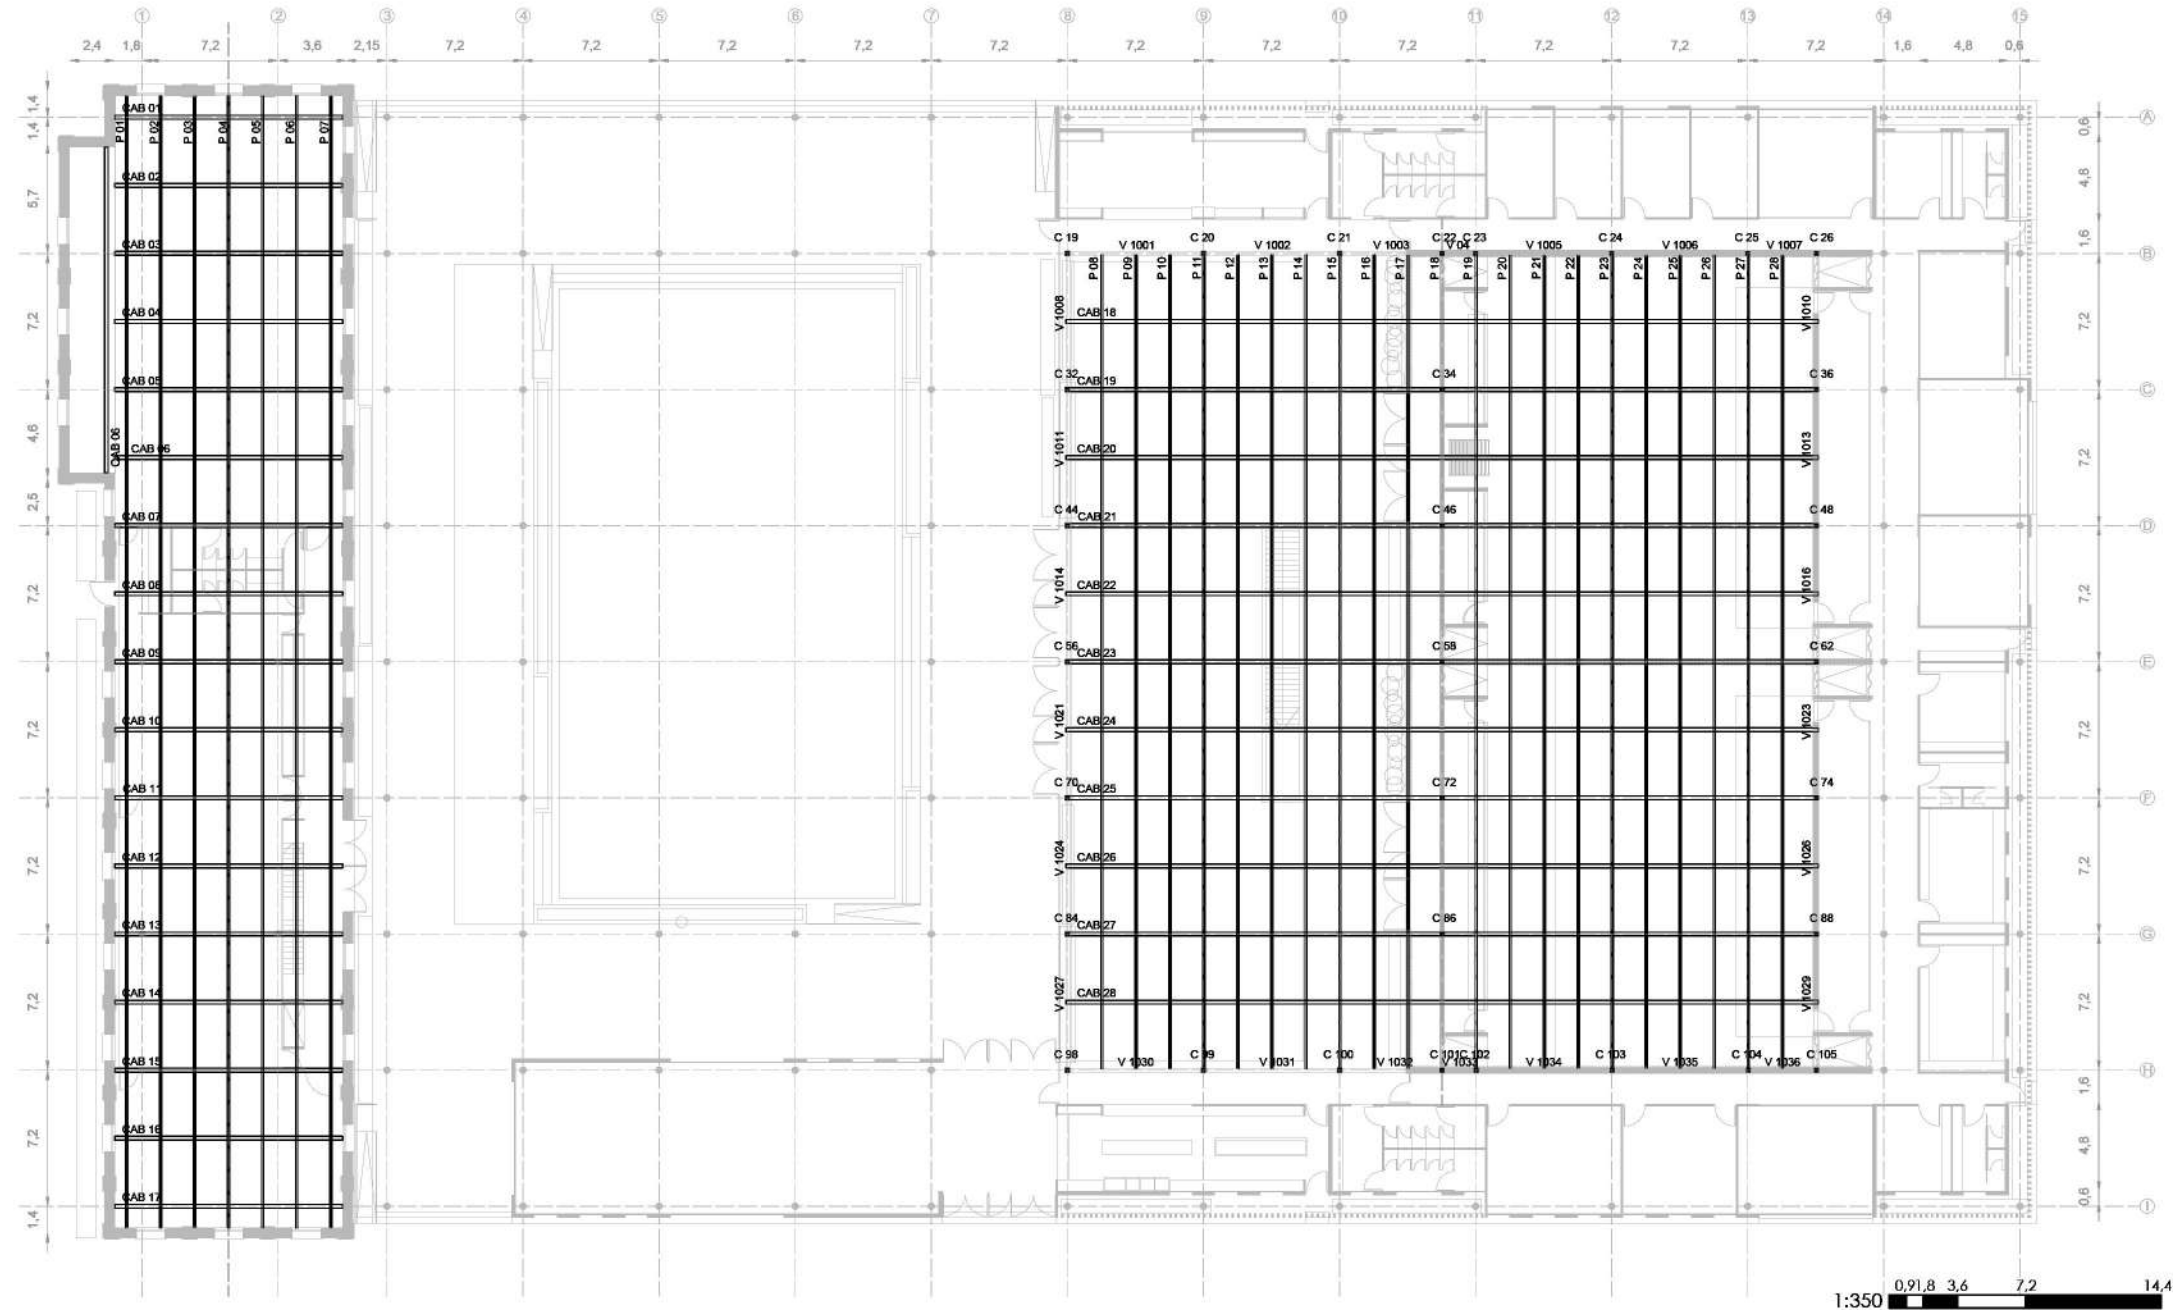 1 2 3 4 5 6 7 8 9 10 11 12 13 14 15
2,4 1,8 7,2 3,6 2,15 7,2 7,2 7,2 7,2 7,2 7,2 7,2 7,2 7,2 7,2 7,2 1,6 4,8 0,6
1,4
CAB 01
P 01 P 02 P 03 P 04 P 05 P 06 P 07
1,4
0,6
A
CAB 02
5,7
4,8
C 19 V 1001 C 20 V 1002 C 21 V 1003 C 22 V 04 C 23 V 1005 C 24 V 1006 C 25 V 1007 C 26
1,6
CAB 03
B
P 08 P 09 P 10 P 11 P 12 P 13 P 14 P 15 P 16 P 17 P 18 P 19 P 20 P 21 P 22 P 23 P 24 P 25 P 26 P 27 P 28
7,2
CAB 04 V 1008 CAB 18 V 1010
7,2
CAB 05 C 32 CAB 19 C 34 C 36
C
4,6
CAB 06
CAB 06 V 1011 CAB 20 V 1013
7,2
2,5
CAB 07 C 44 CAB 21 C 46 C 48
D
7,2
CAB 08 V 1014 CAB 22 V 1016
7,2
CAB 09 C 56 CAB 23 C 58 C 62
E
7,2
CAB 10 V 1021 CAB 24 V 1023
7,2
CAB 11 C 70 CAB 25 C 72 C 74
F
7,2
CAB 12 V 1024 CAB 26 V 1026
7,2
CAB 13 C 84 CAB 27 C 86 C 88
G
7,2
CAB 14 V 1027 CAB 28 V 1029
7,2
CAB 15 C 98 V 1030 C 99 V 1031 C 100 V 1032 C 101 V 1033 C 102 V 1034 C 103 V 1035 C 104 V 1036 C 105
H
1,6
7,2
CAB 16
4,8
CAB 17
0,6
I
1,4
0,9 1,8 3,6 7,2 14,4
1:350